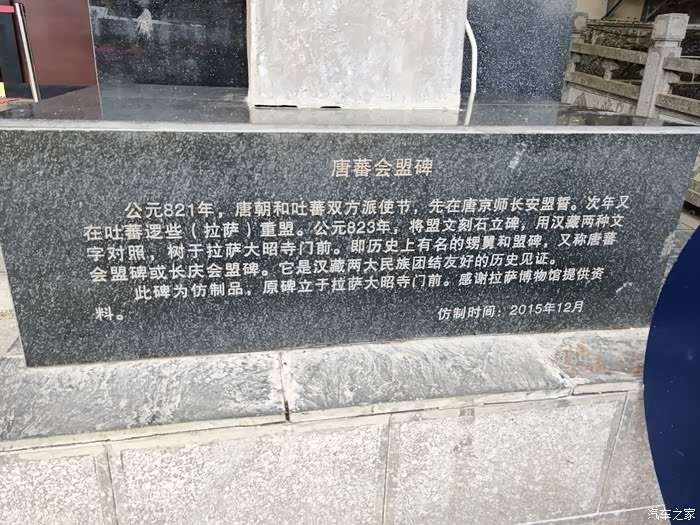 唐蕃会盟碑
公元821年，唐朝和吐蕃双方派使节，先在唐京师长安盟誓。次年又
在吐蕃逻些（拉萨）重盟。公元823年，将盟文刻石立碑，用汉藏两种文
字对照，树于拉萨大昭寺门前。即历史上有名的甥舅和盟碑，又称唐蕃
会盟碑或长庆会盟碑。它是汉藏两大民族团结友好的历史见证。
此碑为仿制品，原碑立于拉萨大昭寺门前。感谢拉萨博物馆提供资
料。
仿制时间：2015年12月
汽车之家